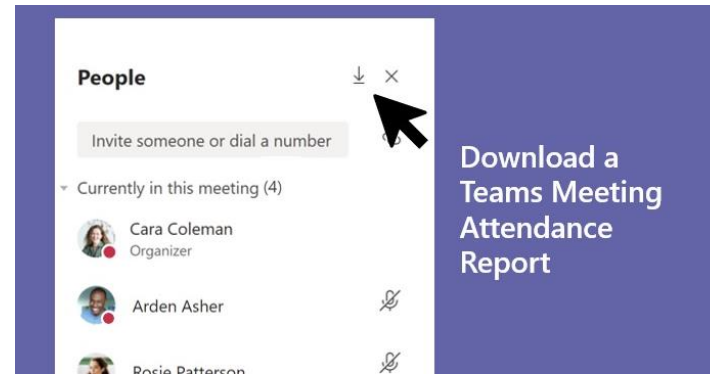 People
Invite someone or dial a number
Currently in this meeting (4)
Cara Coleman
Organizer
Arden Asher
Rosie Patterson
Download a
Teams Meeting
Attendance
Report